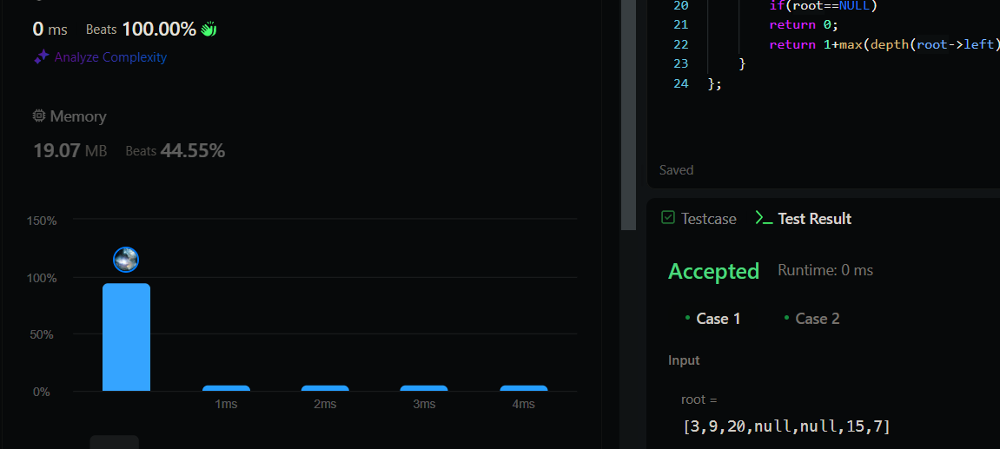 0 ms Beats 100.00%
Analyze Complexity
Memory
19.07 MB Beats 44.55%
150%
100%
50%
0%
1ms 2ms 3ms 4ms
20 if(root==NULL)
21 return 0;
22 return 1+max(depth(root->left)
23 }
24 };
Saved
Testcase Test Result
Accepted Runtime: 0 ms
Case 1 Case 2
Input
root =
[3,9,20,null,null,15,7]